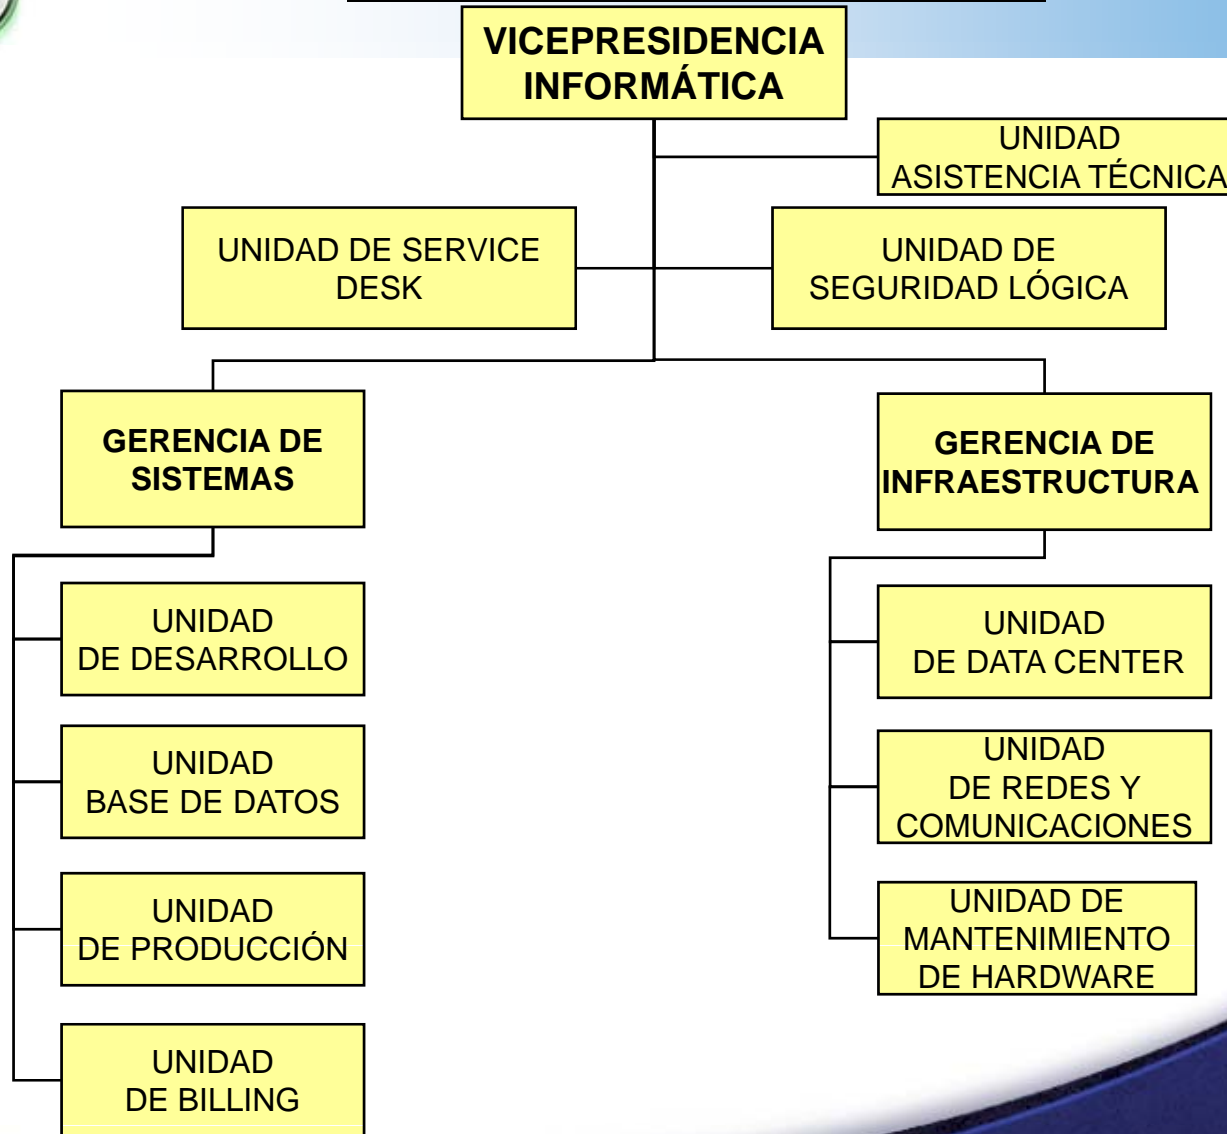 VICEPRESIDENCIA
INFORMÁTICA
UNIDAD
ASISTENCIA TÉCNICA
UNIDAD DE SERVICE
DESK
UNIDAD DE
SEGURIDAD LÓGICA
GERENCIA DE
SISTEMAS
GERENCIA DE
INFRAESTRUCTURA
UNIDAD
DE DESARROLLO
UNIDAD
DE DATA CENTER
UNIDAD
BASE DE DATOS
UNIDAD
DE REDES Y
COMUNICACIONES
UNIDAD
DE PRODUCCIÓN
UNIDAD DE
MANTENIMIENTO
DE HARDWARE
UNIDAD
DE BILLING